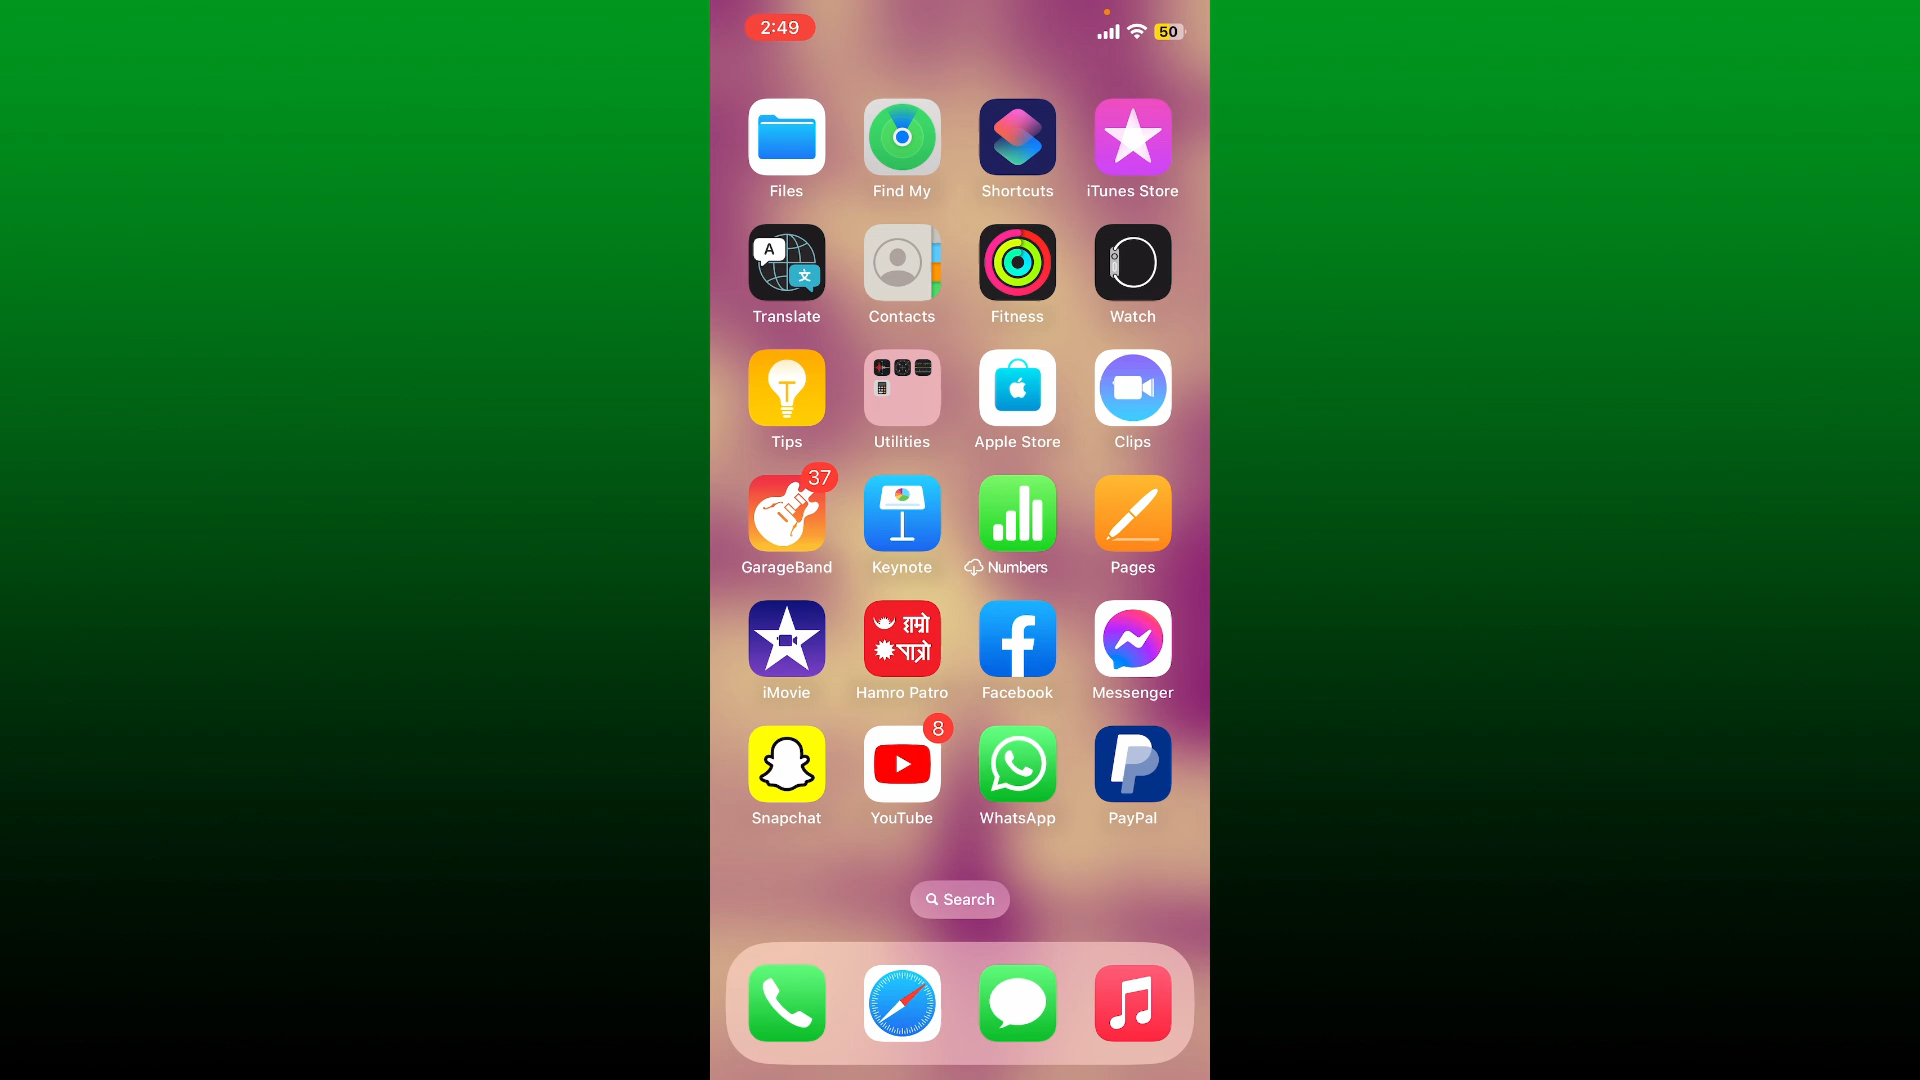 2:49
50
Files Find My Shortcuts iTunes Store
A
文
Translate Contacts Fitness Watch
Tips Utilities Apple Store Clips
37
GarageBand Keynote Numbers Pages
हाम्रो
पात्रो
iMovie Hamro Patro Facebook Messenger
8
Snapchat YouTube WhatsApp PayPal
Search